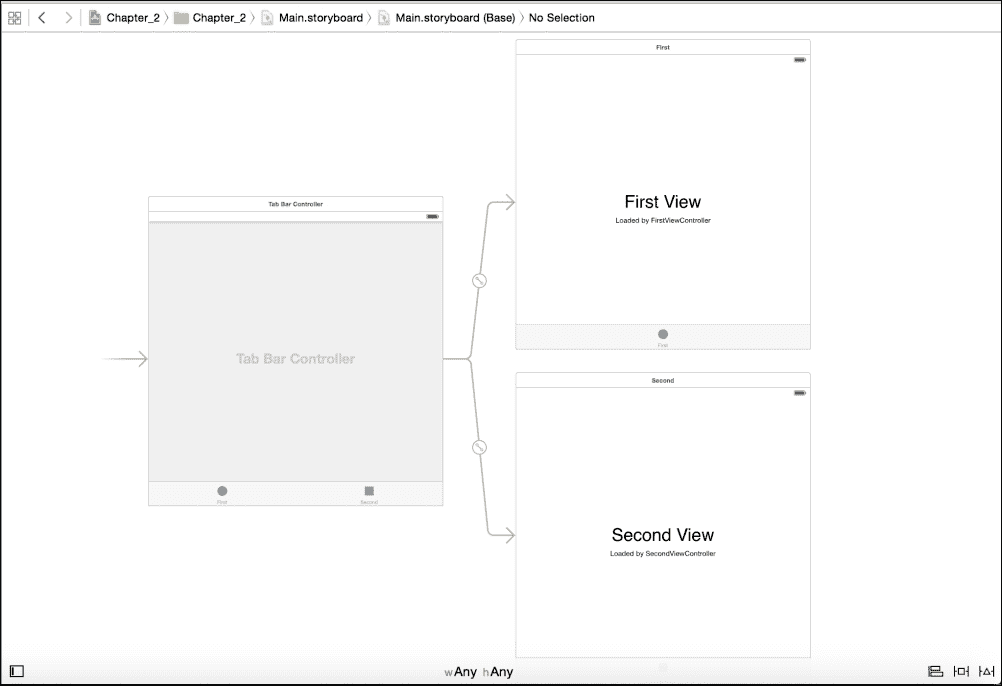 Chapter_2 Chapter_2 Main.storyboard Main.storyboard (Base) No Selection
First
First View
Loaded by FirstViewController
First
Tab Bar Controller
Tab Bar Controller
First Second
Second
Second View
Loaded by SecondViewController
wAny hAny